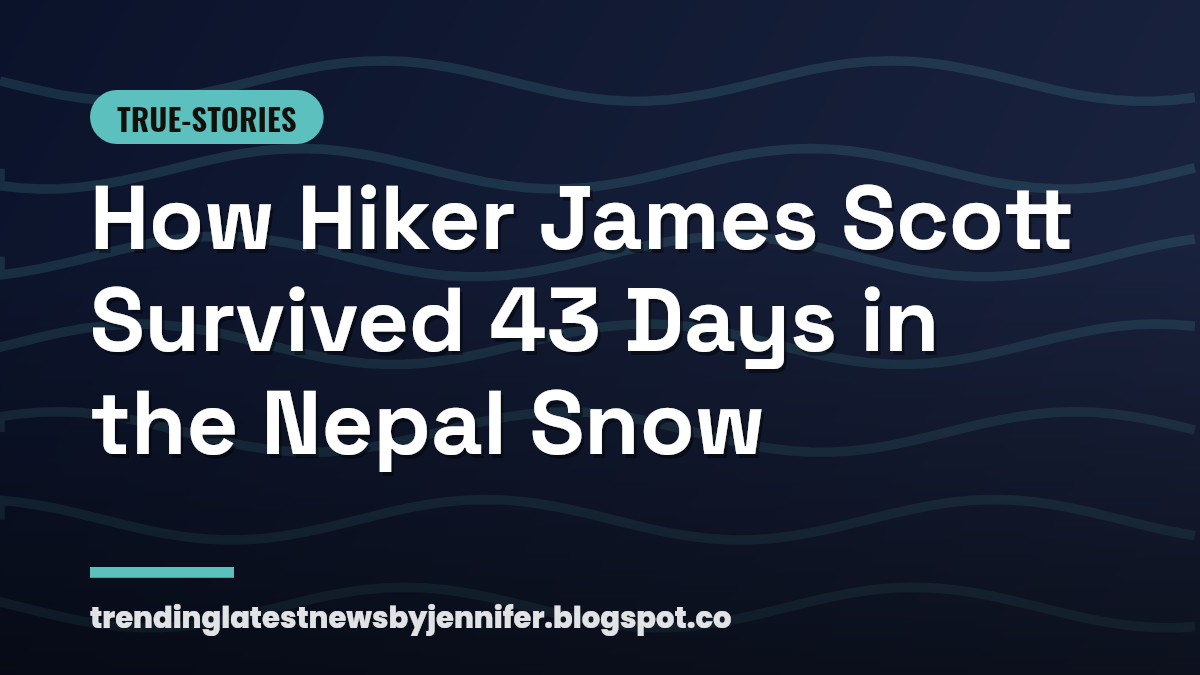 TRUE-STORIES
How Hiker James Scott
Survived 43 Days in
the Nepal Snow
trendinglatestnewsbyjennifer.blogspot.co